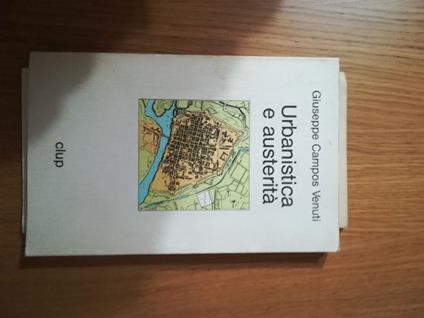 Giuseppe Campos Venuti
Urbanistica
e austerità
clup